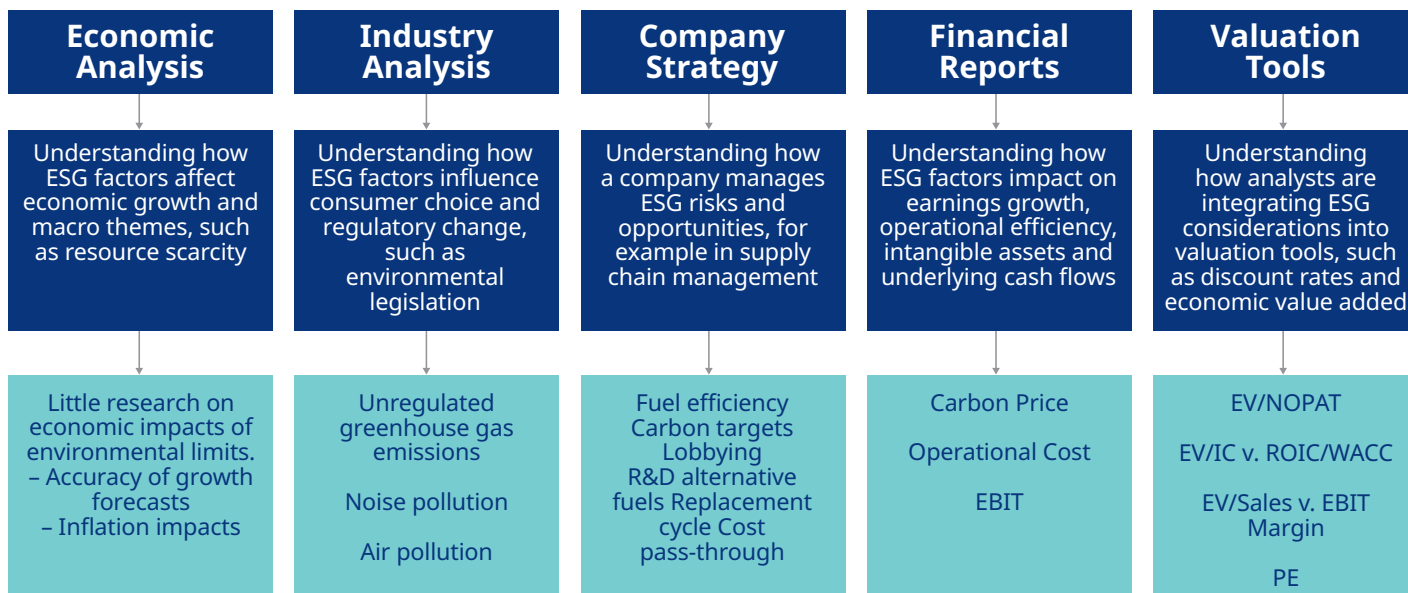 Economic
Analysis
Understanding how
ESG factors affect
economic growth and
macro themes, such
as resource scarcity
Little research on
economic impacts of
environmental limits.
– Accuracy of growth
forecasts
– Inflation impacts
Industry
Analysis
Understanding how
ESG factors influence
consumer choice and
regulatory change,
such as
environmental
legislation
Unregulated
greenhouse gas
emissions
Noise pollution
Air pollution
Company
Strategy
Understanding how
a company manages
ESG risks and
opportunities, for
example in supply
chain management
Fuel efficiency
Carbon targets
Lobbying
R&D alternative
fuels Replacement
cycle Cost
pass-through
Financial
Reports
Understanding how
ESG factors impact on
earnings growth,
operational efficiency,
intangible assets and
underlying cash flows
Carbon Price
Operational Cost
EBIT
Valuation
Tools
Understanding
how analysts are
integrating ESG
considerations into
valuation tools, such
as discount rates and
economic value added
EV/NOPAT
EV/IC v. ROIC/WACC
EV/Sales v. EBIT
Margin
PE